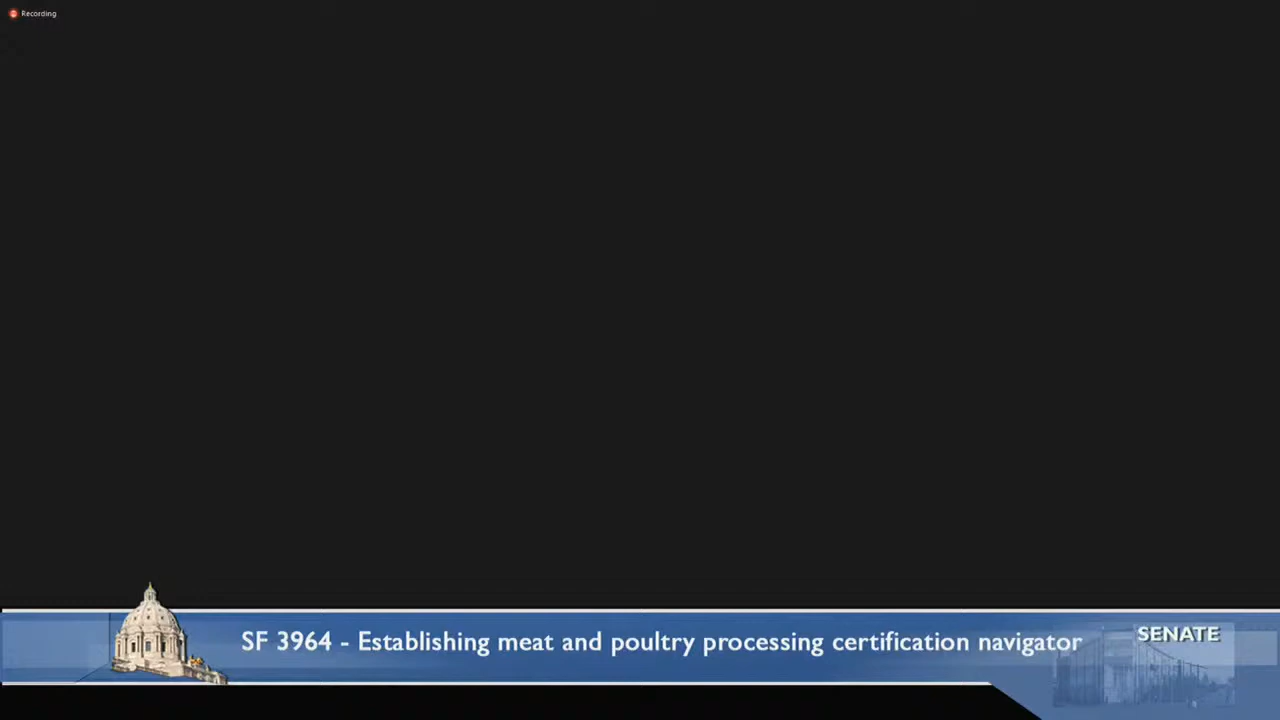 Recording
SF 3964 - Establishing meat and poultry processing certification navigator
SENATE